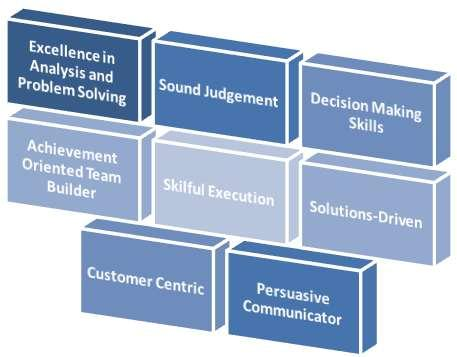 Excellence in
Analysis and
Problem Solving
Sound Judgement
Decision Making
Skills
Achievement
Oriented Team
Builder
Skilful Execution
Solutions-Driven
Customer Centric
Persuasive
Communicator